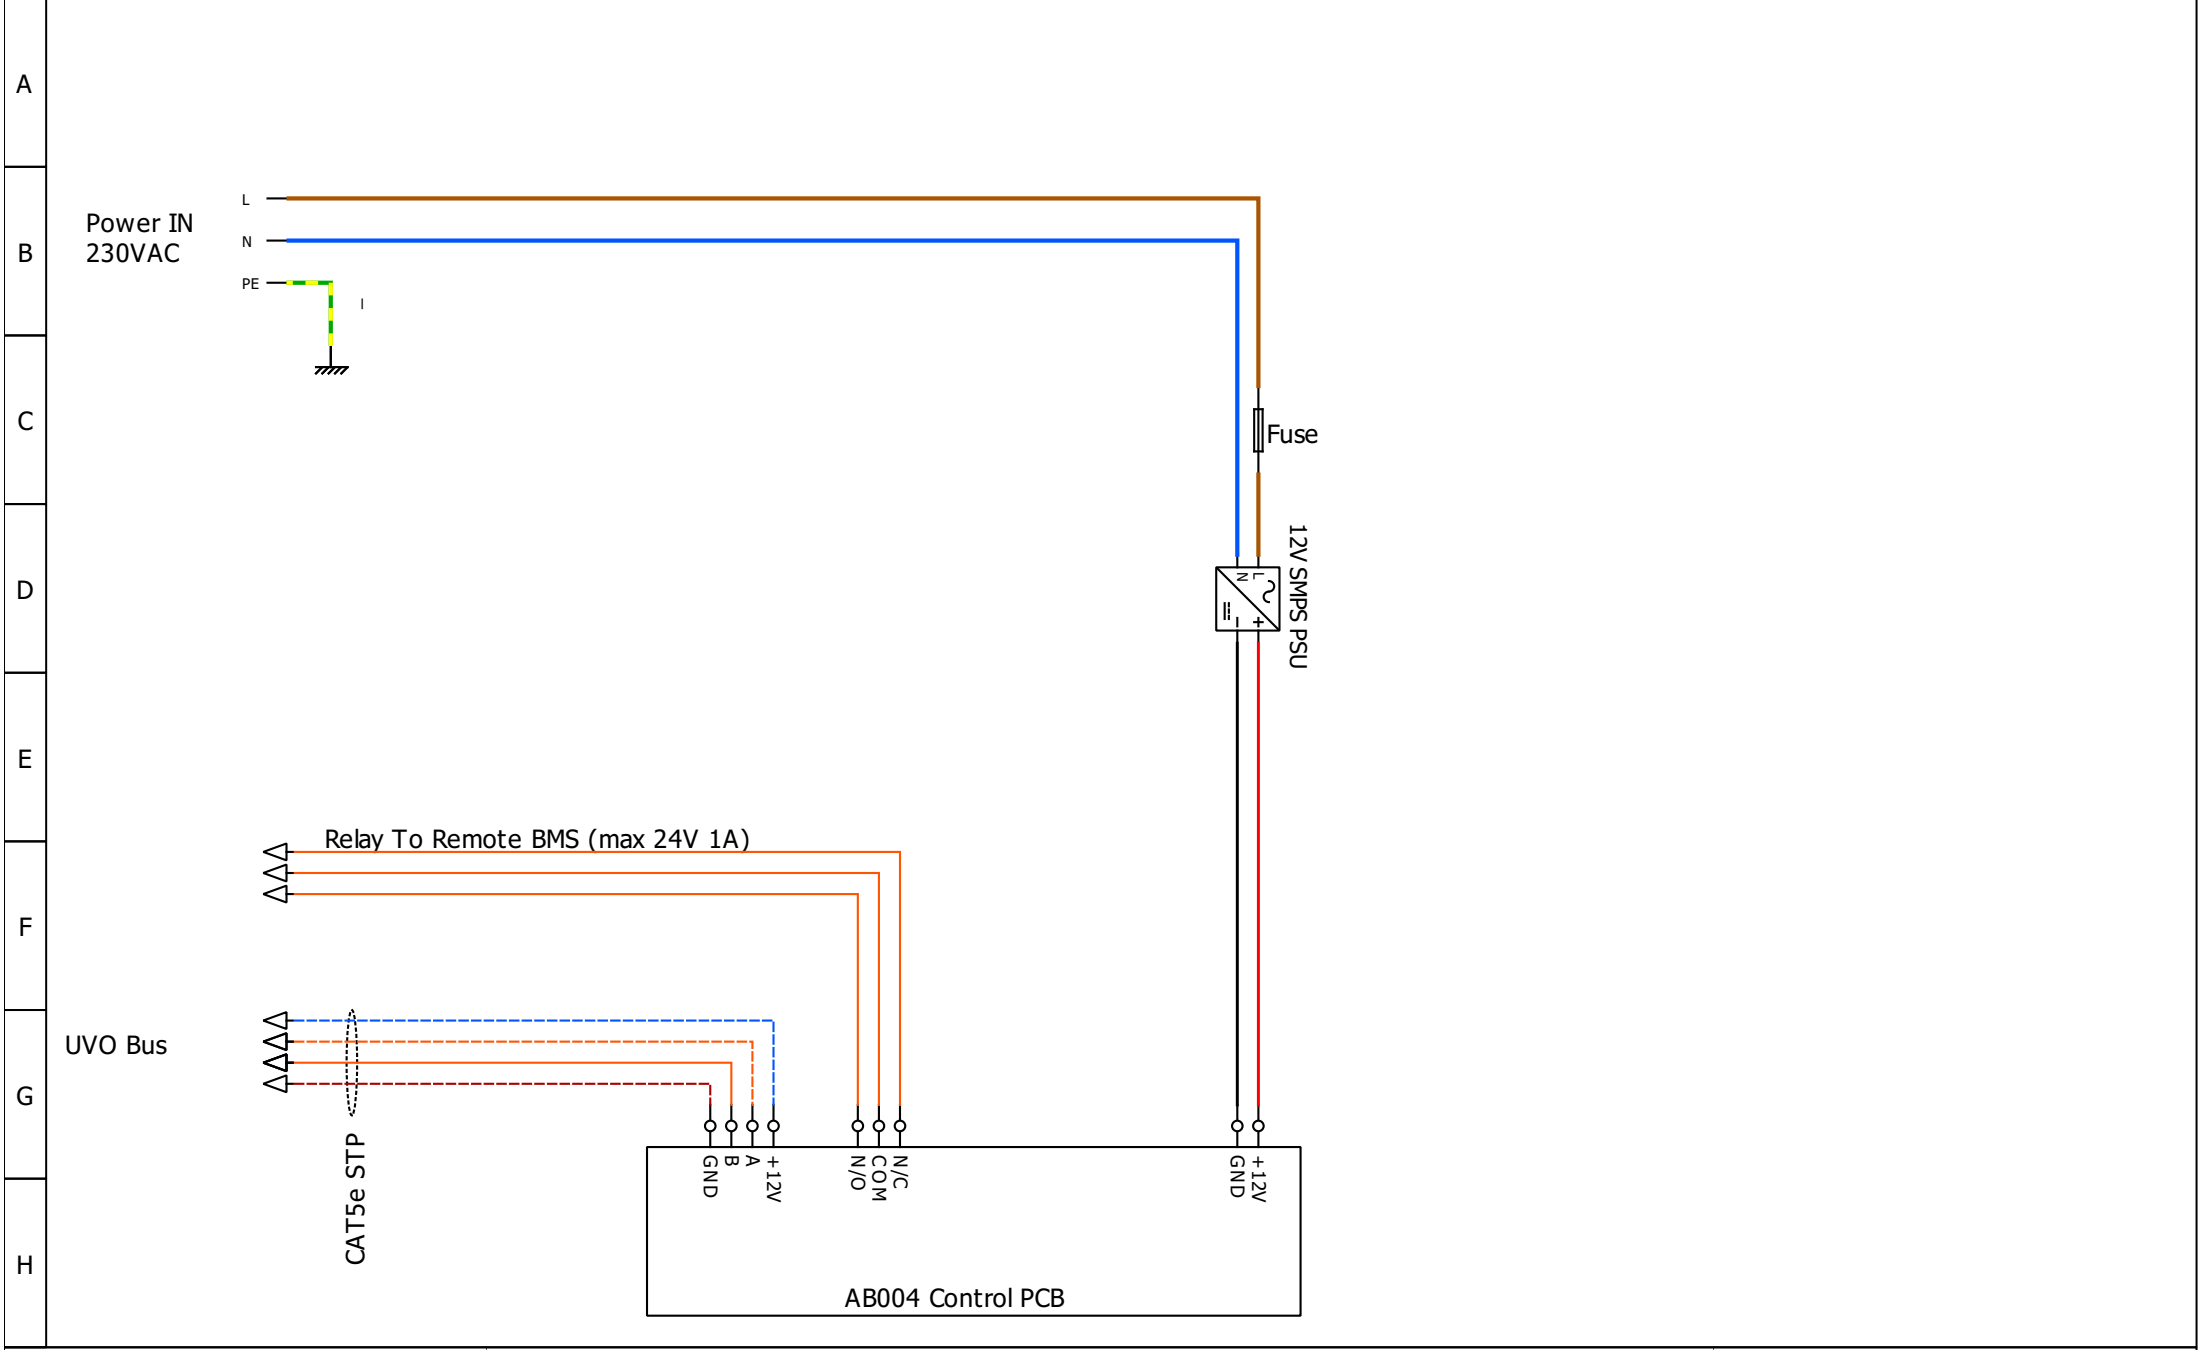 A
B
C
D
E
F
G
H
Power IN
230VAC
L
N
PE
I
Fuse
12V SMPS PSU
N
L
-
+
Relay To Remote BMS (max 24V 1A)
UVO Bus
CAT5e STP
GND
B
A
+12V
N/O
COM
N/C
GND
+12V
AB004 Control PCB